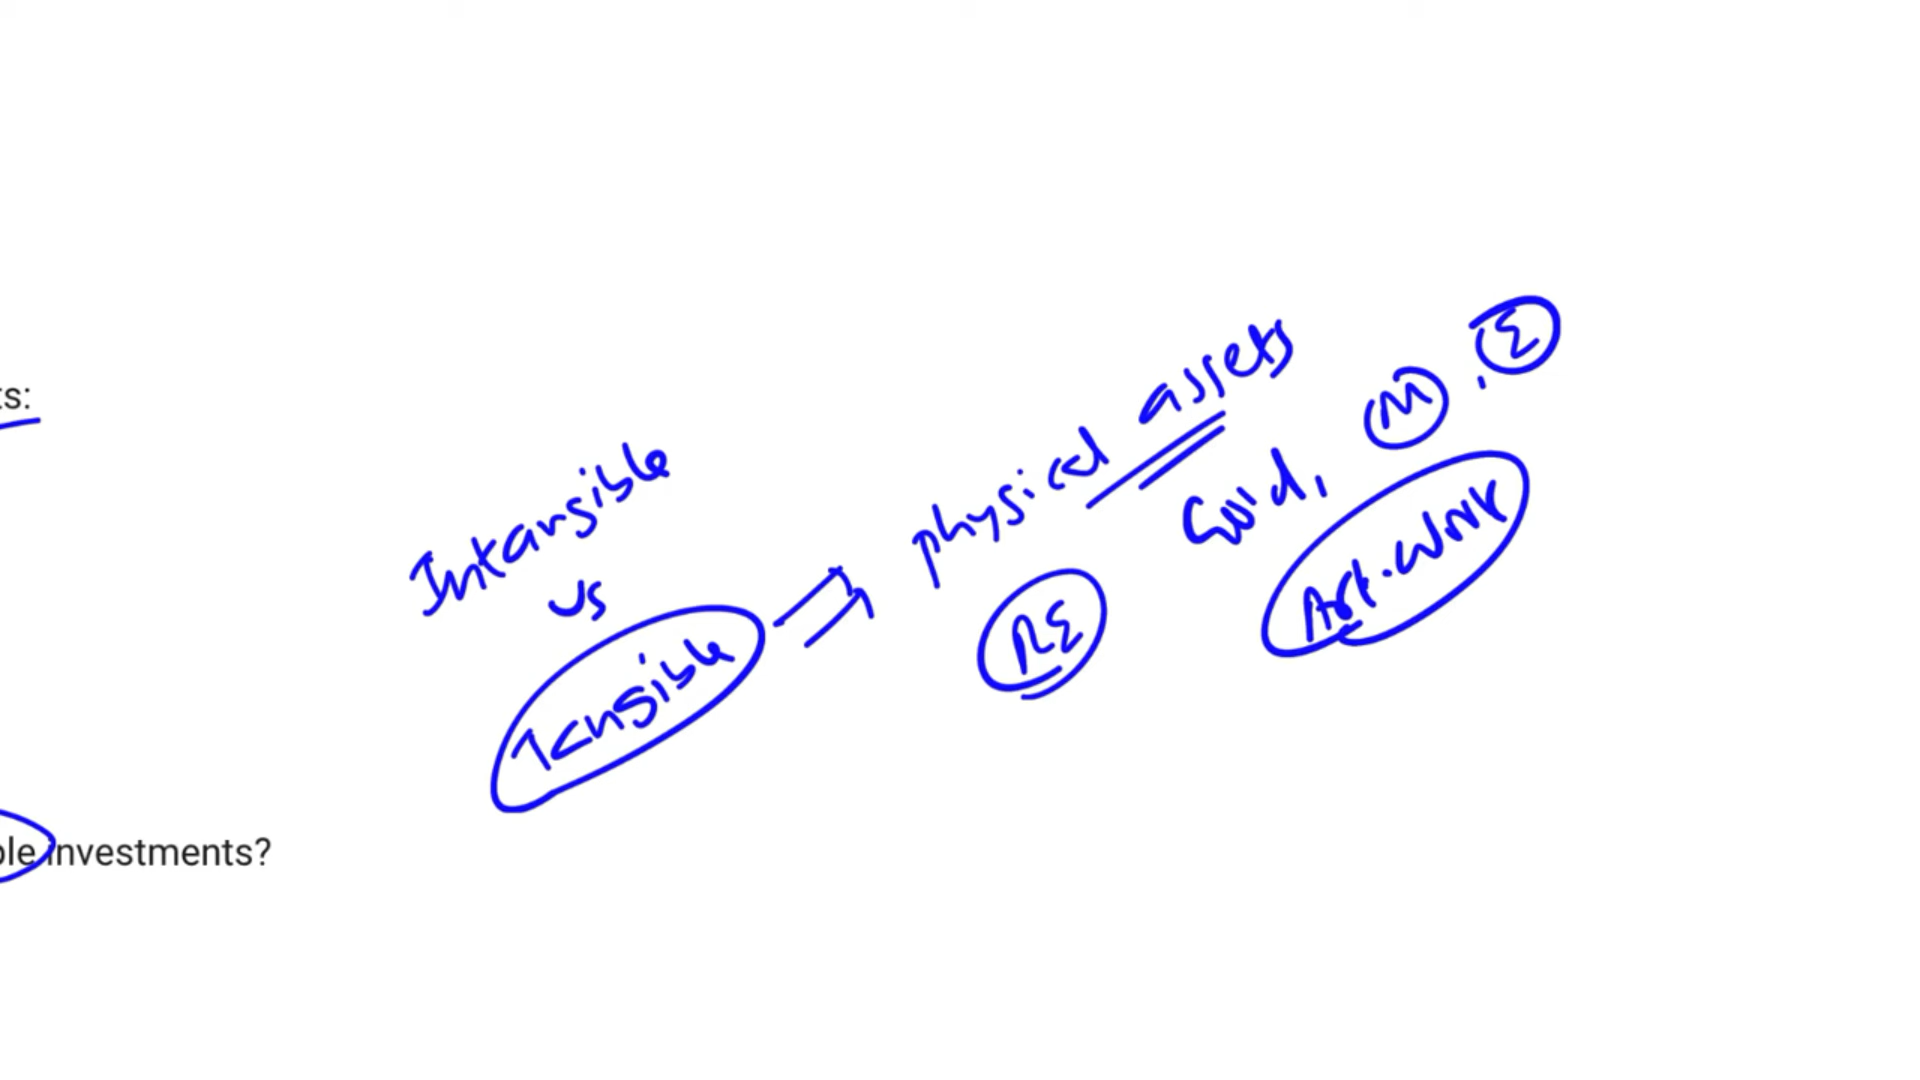 ts:
Intangible
vs
Tangible ⇒ physical assets
RE Gold, M. E
Art.work
ble investments?